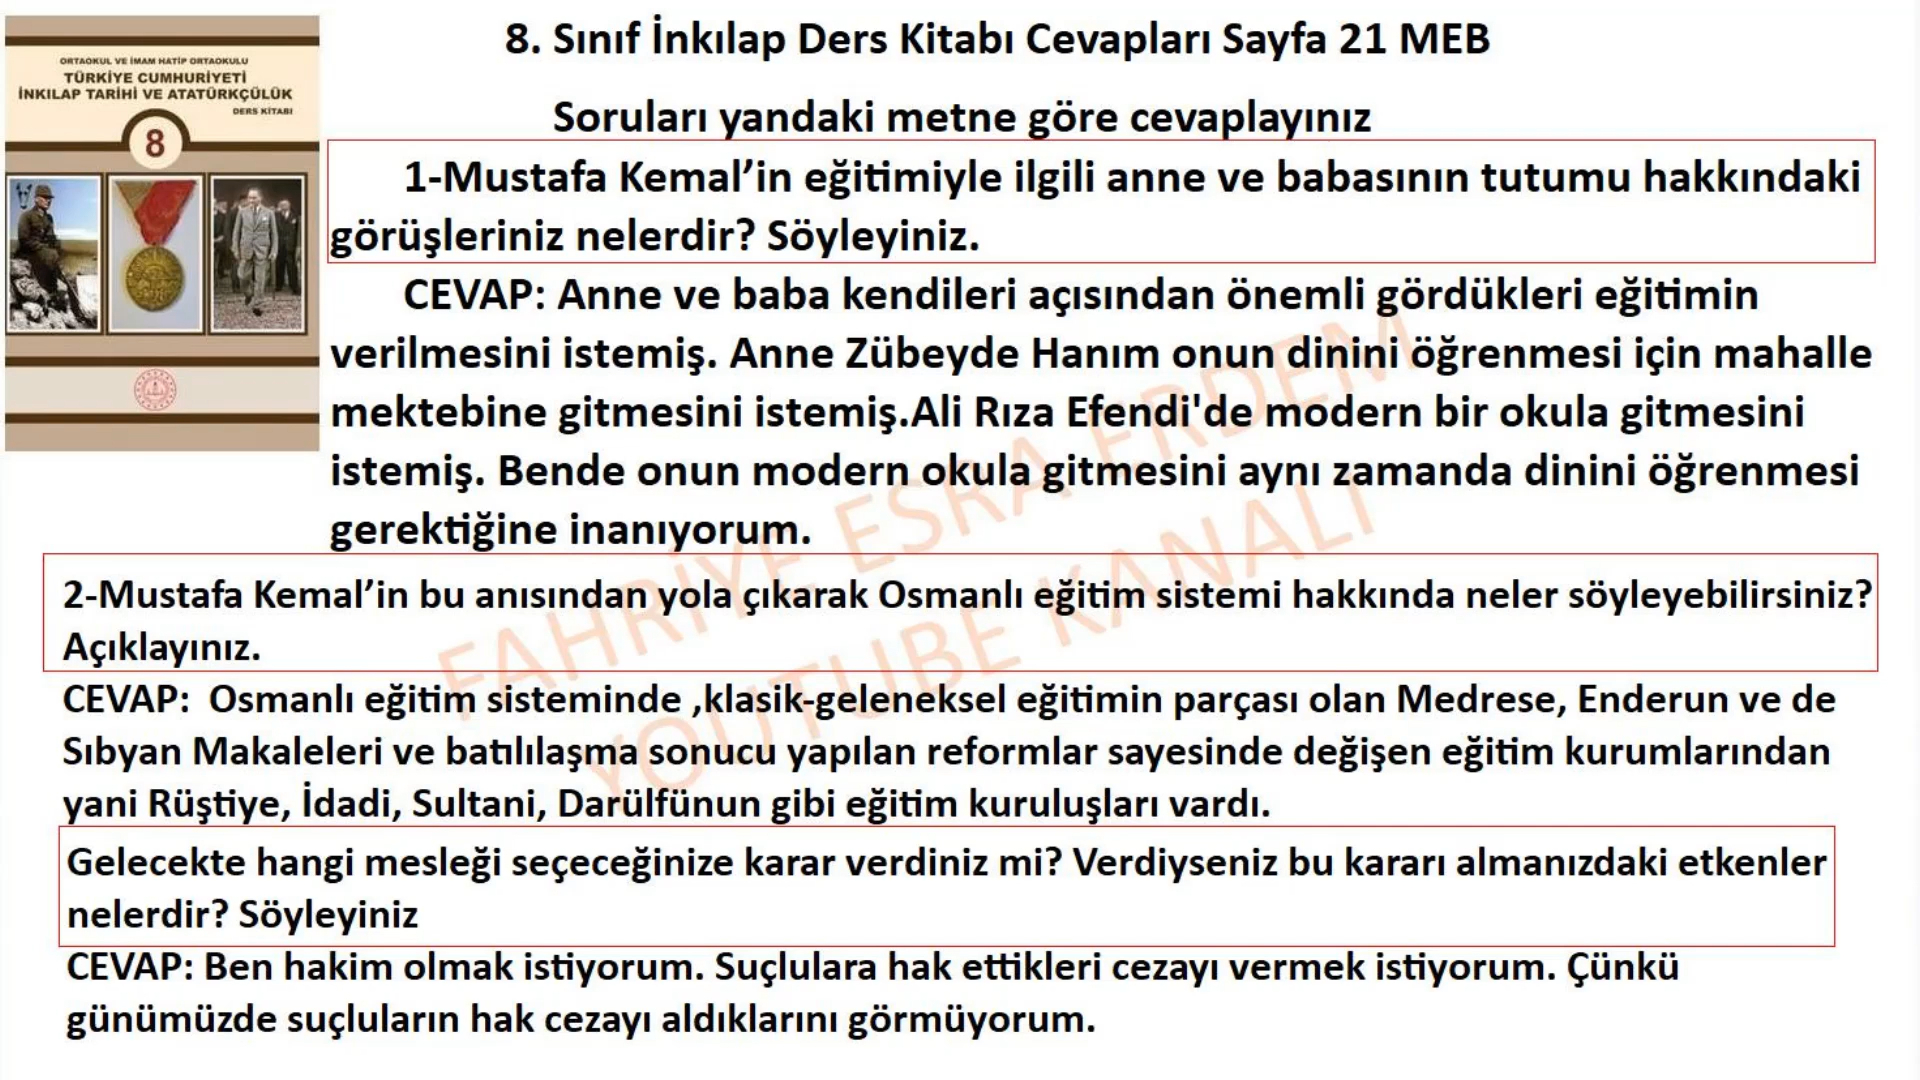 ORTAOKUL VE İMAM HATİP ORTAOKULU
TÜRKİYE CUMHURİYETİ
İNKILAP TARİHİ VE ATATÜRKÇÜLÜK
DERS KİTABI
8
8. Sınıf İnkılap Ders Kitabı Cevapları Sayfa 21 MEB
Soruları yandaki metne göre cevaplayınız
1-Mustafa Kemal’in eğitimiyle ilgili anne ve babasının tutumu hakkındaki
görüşleriniz nelerdir? Söyleyiniz.
CEVAP: Anne ve baba kendileri açısından önemli gördükleri eğitimin
verilmesini istemiş. Anne Zübeyde Hanım onun dinini öğrenmesi için mahalle
mektebine gitmesini istemiş.Ali Rıza Efendi'de modern bir okula gitmesini
istemiş. Bende onun modern okula gitmesini aynı zamanda dinini öğrenmesi
gerektiğine inanıyorum.
2-Mustafa Kemal’in bu anısından yola çıkarak Osmanlı eğitim sistemi hakkında neler söyleyebilirsiniz?
Açıklayınız.
CEVAP: Osmanlı eğitim sisteminde ,klasik-geleneksel eğitimin parçası olan Medrese, Enderun ve de
Sıbyan Makaleleri ve batılılaşma sonucu yapılan reformlar sayesinde değişen eğitim kurumlarından
yani Rüştiye, İdadi, Sultani, Darülfünun gibi eğitim kuruluşları vardı.
Gelecekte hangi mesleği seçeceğinize karar verdiniz mi? Verdiyseniz bu kararı almanızdaki etkenler
nelerdir? Söyleyiniz
CEVAP: Ben hakim olmak istiyorum. Suçlulara hak ettikleri cezayı vermek istiyorum. Çünkü
günümüzde suçluların hak cezayı aldıklarını görmüyorum.
FAHRİYE ESRA ERDEM
YOUTUBE KANALI